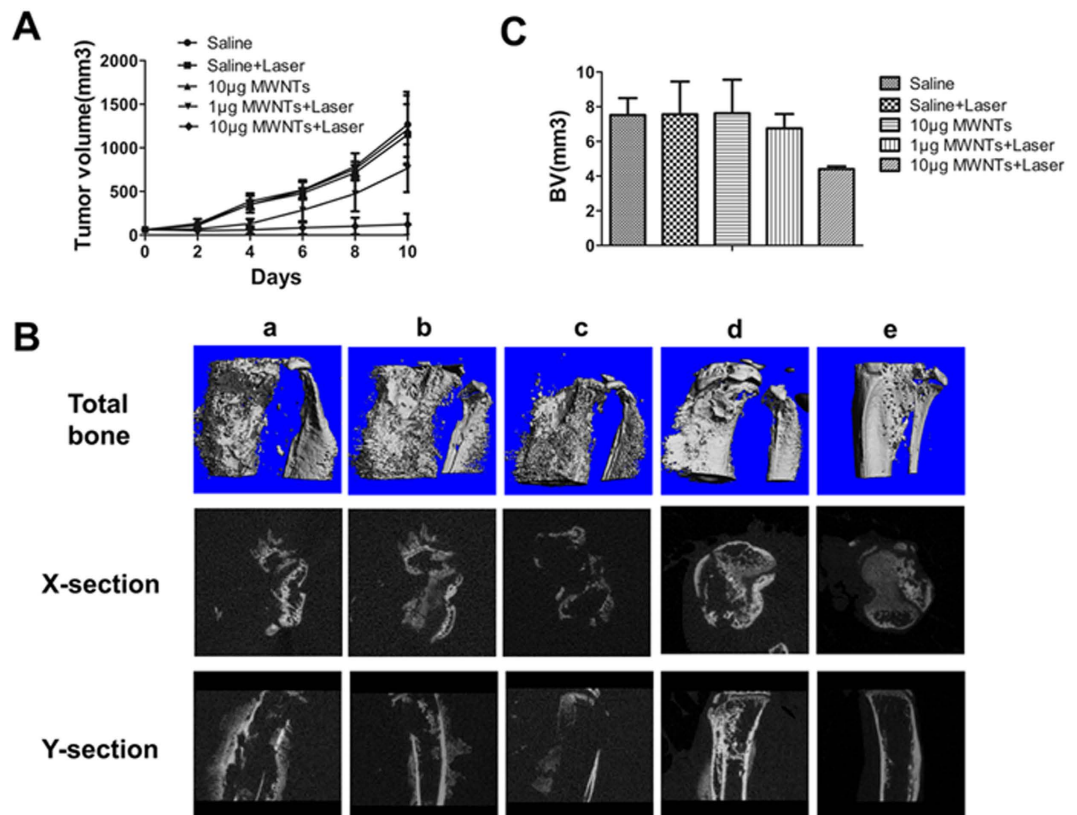 A
Tumor volume(mm3)
2000
1500
1000
500
0
0 2 4 6 8 10
Days
Saline
Saline+Laser
10μg MWNTs
1μg MWNTs+Laser
10μg MWNTs+Laser
C
BV(mm3)
10
8
6
4
2
0
Saline
Saline+Laser
10μg MWNTs
1μg MWNTs+Laser
10μg MWNTs+Laser
B
a b c d e
Total
bone
X-section
Y-section